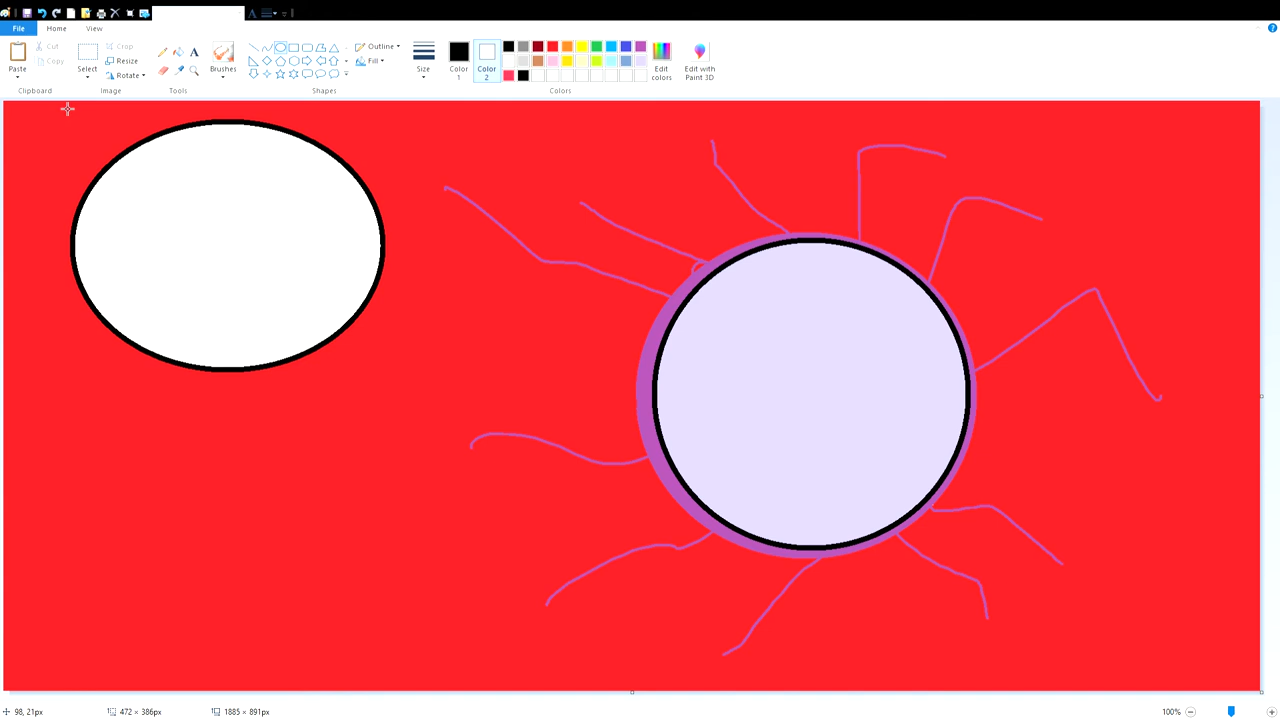 File Home View
Paste
Cut
Copy
Clipboard
Select
Crop
Resize
Rotate
Image
A
Tools
Brushes
Shapes
Outline
Fill
Size
Color
1
Color
2
Colors
Edit
colors
Edit with
Paint 3D
98, 21px
472 × 386px
1885 × 891px
100%